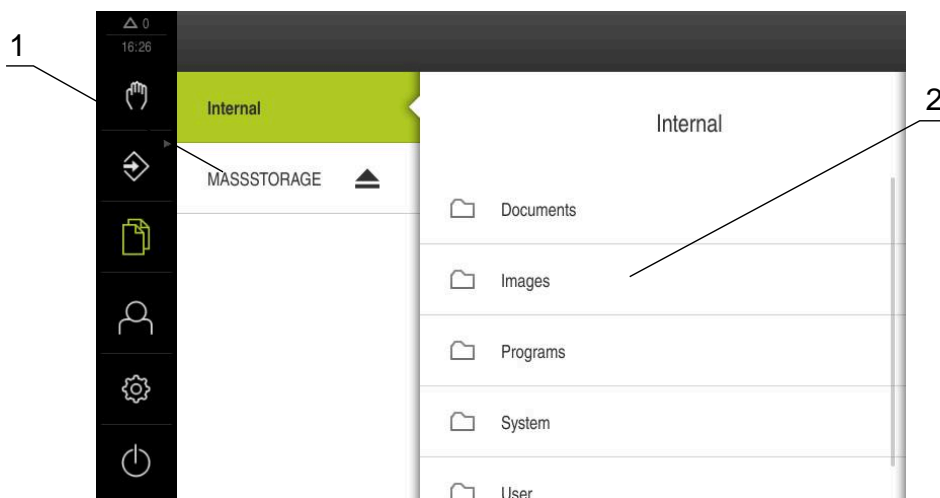 1
0
16:26
Internal
MASSSTORAGE
Internal
2
Documents
Images
Programs
System
User